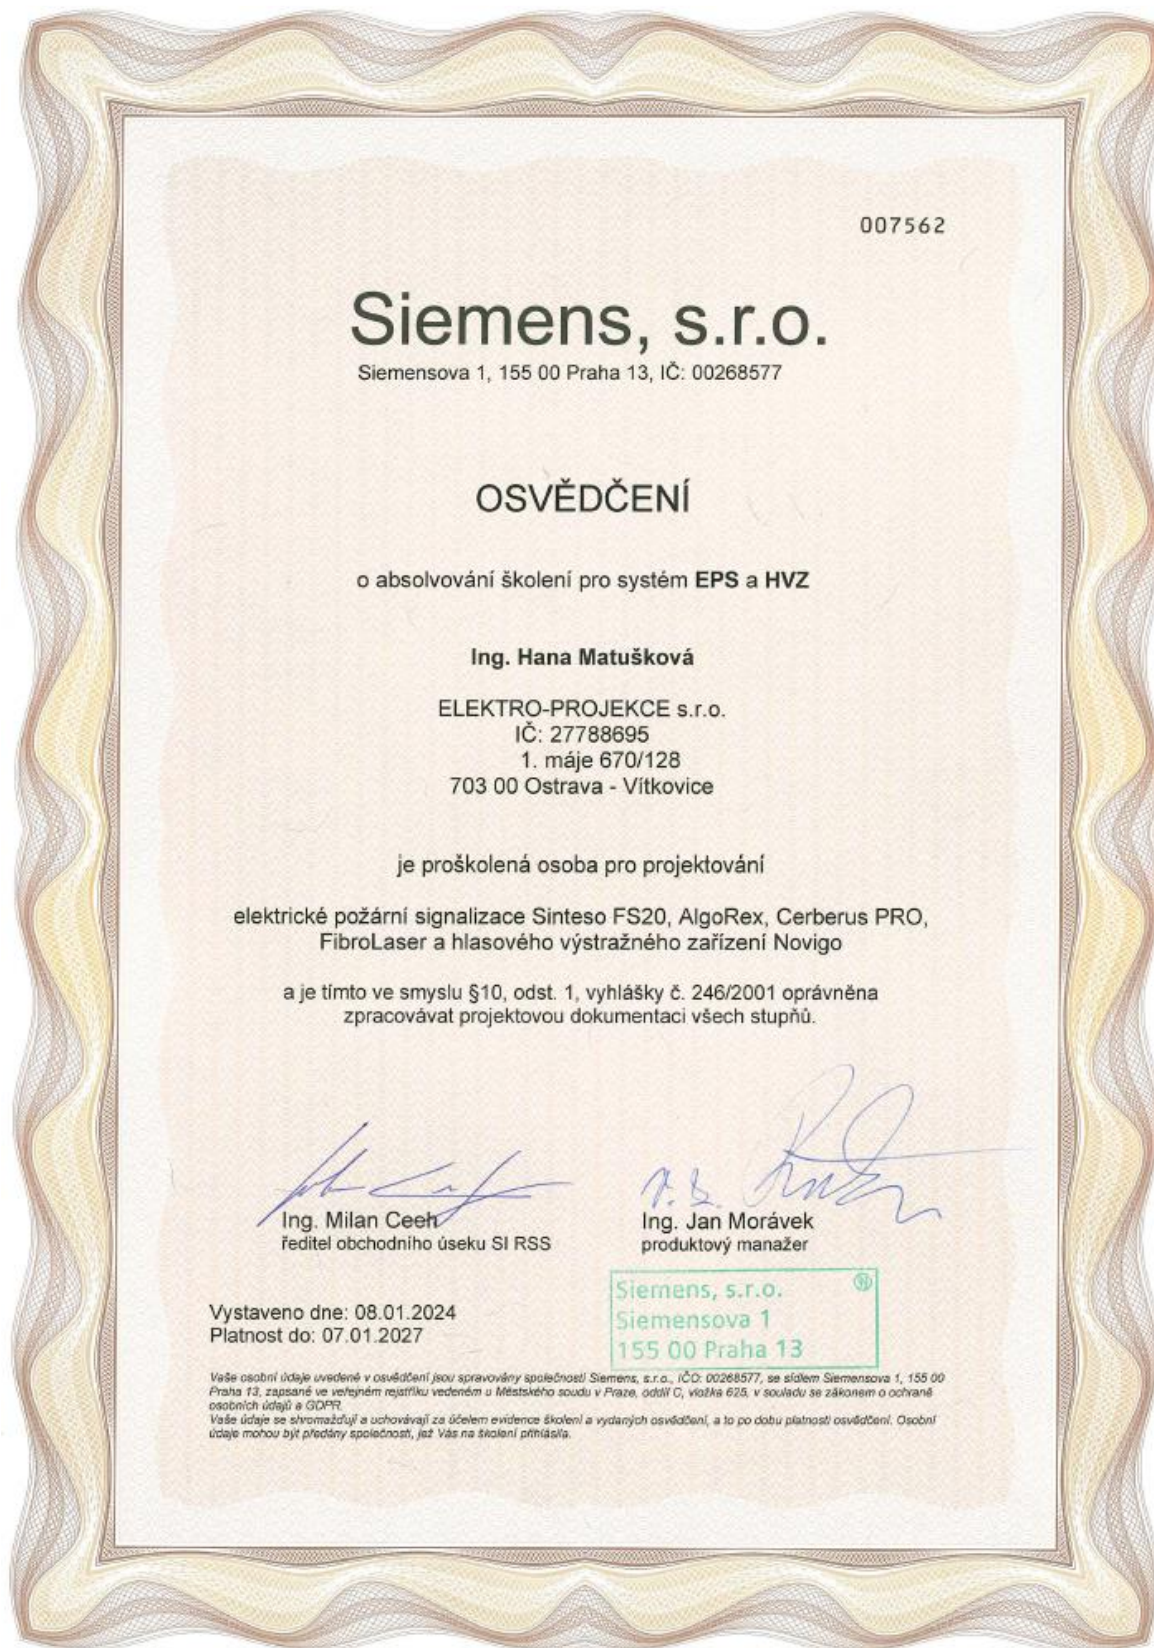 007562
Siemens, s.r.o.
Siemensova 1, 155 00 Praha 13, IČ: 00268577
OSVĚDČENÍ
o absolvování školení pro systém EPS a HVZ
Ing. Hana Matušková
ELEKTRO-PROJEKCE s.r.o.
IČ: 27788695
1. máje 670/128
703 00 Ostrava - Vítkovice
je proškolená osoba pro projektování
elektrické požární signalizace Sinteso FS20, AlgoRex, Cerberus PRO,
FibroLaser a hlasového výstražného zařízení Novigo
a je tímto ve smyslu §10, odst. 1, vyhlášky č. 246/2001 oprávněna
zpracovávat projektovou dokumentaci všech stupňů.
Ing. Milan Ceeh
ředitel obchodního úseku SI RSS
Ing. Jan Morávek
produktový manažer
Siemens, s.r.o.
Siemensova 1
155 00 Praha 13
Vystaveno dne: 08.01.2024
Platnost do: 07.01.2027
Vaše osobní údaje uvedené v osvědčení jsou spravovány společností Siemens, s.r.o., IČO: 00268577, se sídlem Siemensova 1, 155 00
Praha 13, zapsané ve veřejném rejstříku vedeném u Městského soudu v Praze, oddíl C, vložka 625, v souladu se zákonem o ochraně
osobních údajů a GDPR.
Vaše údaje se shromažďují a uchovávají za účelem evidence školení a vydaných osvědčení, a to po dobu platnosti osvědčení. Osobní
údaje mohou být předány společnosti, jež Vás na školení přihlásila.